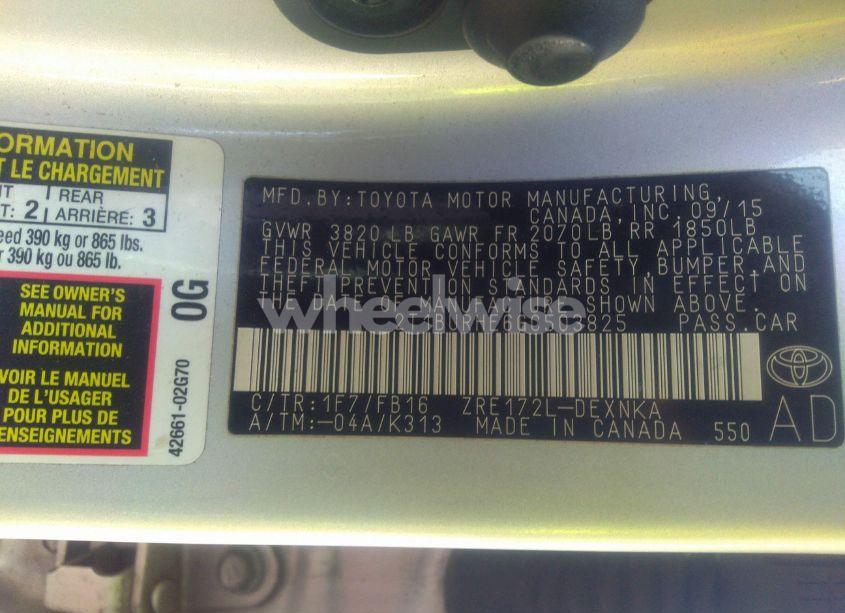 ORMATION
T LE CHARGEMENT
NT REAR
T: 2 ARRIÈRE: 3
eed 390 kg or 865 lbs.
r 390 kg ou 865 lb.
SEE OWNER'S
MANUAL FOR
ADDITIONAL
INFORMATION
VOIR LE MANUEL
DE L'USAGER
POUR PLUS DE
ENSEIGNEMENTS
0G
42661-02G70
MFD. BY: TOYOTA MOTOR MANUFACTURING,
CANADA, INC. 09/15
GVWR 3820 LB GAWR FR 2070LB, RR 1850LB
THIS VEHICLE CONFORMS TO ALL APPLICABLE
FEDERAL MOTOR VEHICLE SAFETY, BUMPER, AND
THEFT PREVENTION STANDARDS IN EFFECT ON
THE DATE OF MANUFACTURE SHOWN ABOVE.
PASS. CAR
C/TR: 1F7/FB16 ZRE172L-DEXNKA
A/TM: -04A/K313 MADE IN CANADA 550
AD
wheelwise